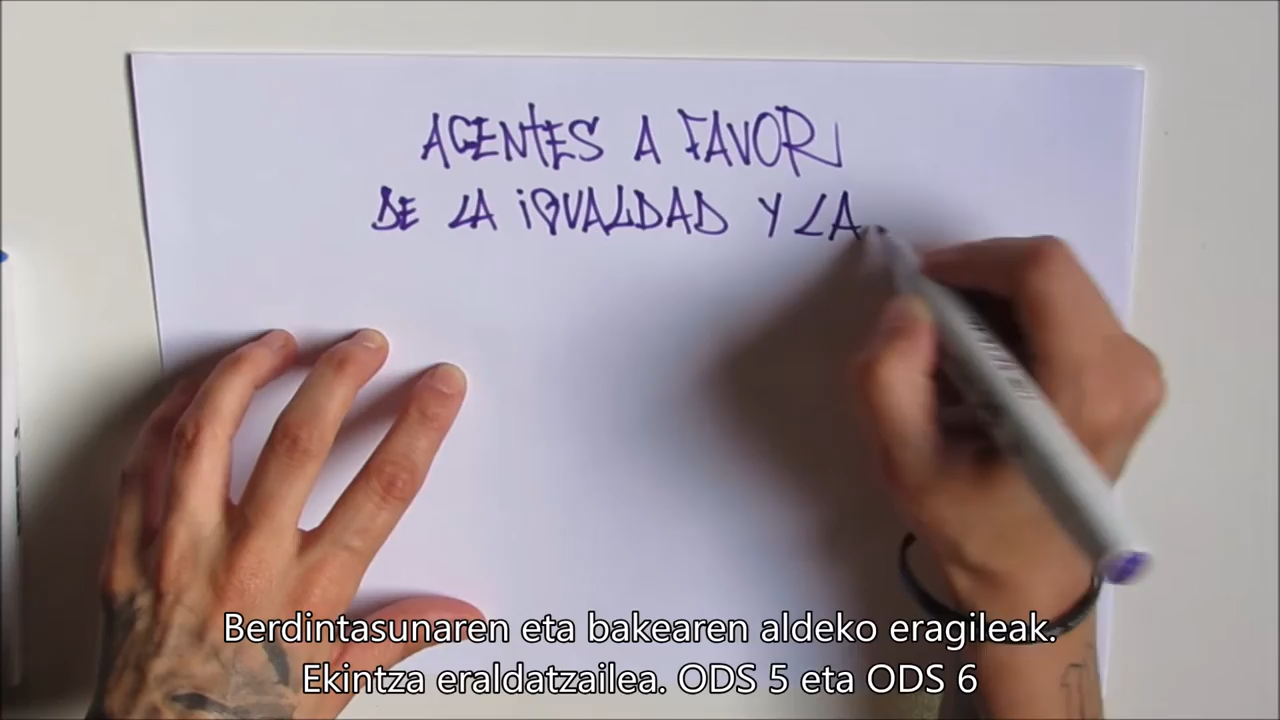 AGENTES A FAVOR
DE LA iGUALDAD Y LA
Berdintasunaren eta bakearen aldeko eragileak.
Ekintza eraldatzailea. ODS 5 eta ODS 6